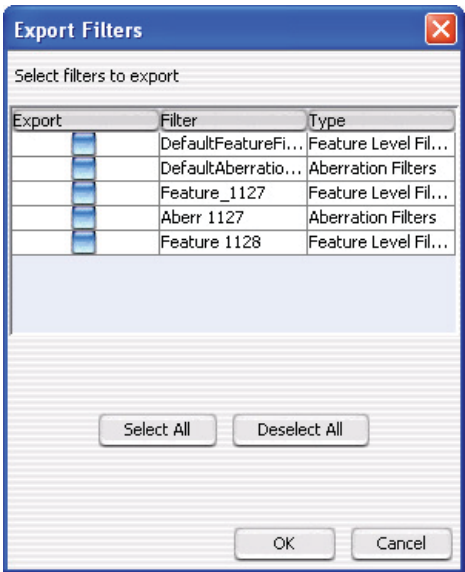 Export Filters
Select filters to export
Export Filter Type
DefaultFeatureFi... Feature Level Fil...
DefaultAberratio... Aberration Filters
Feature_1127 Feature Level Fil...
Aberr 1127 Aberration Filters
Feature 1128 Feature Level Fil...
Select All Deselect All
OK Cancel